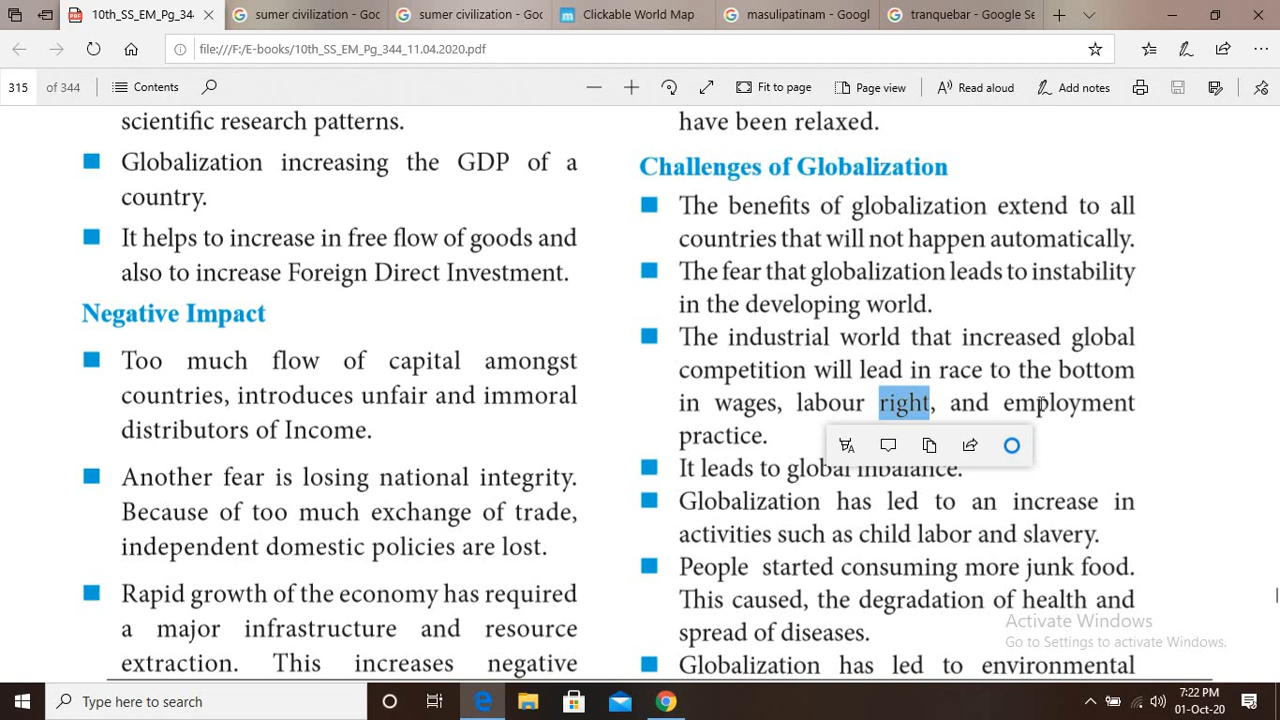 10th_SS_EM_Pg_34
sumer civilization - Goo
sumer civilization - Goo
Clickable World Map
masulipatinam - Googl
tranquebar - Google Se
file:///F:/E-books/10th_SS_EM_Pg_344_11.04.2020.pdf
315 of 344 Contents Fit to page Page view Read aloud Add notes
scientific research patterns.
Globalization increasing the GDP of a
country.
It helps to increase in free flow of goods and
also to increase Foreign Direct Investment.
Negative Impact
Too much flow of capital amongst
countries, introduces unfair and immoral
distributors of Income.
Another fear is losing national integrity.
Because of too much exchange of trade,
independent domestic policies are lost.
Rapid growth of the economy has required
a major infrastructure and resource
extraction. This increases negative
have been relaxed.
Challenges of Globalization
The benefits of globalization extend to all
countries that will not happen automatically.
The fear that globalization leads to instability
in the developing world.
The industrial world that increased global
competition will lead in race to the bottom
in wages, labour right, and employment
practice.
It leads to global imbalance.
Globalization has led to an increase in
activities such as child labor and slavery.
People started consuming more junk food.
This caused, the degradation of health and
spread of diseases.
Globalization has led to environmental
Activate Windows
Go to Settings to activate Windows.
Type here to search
7:22 PM
01-Oct-20